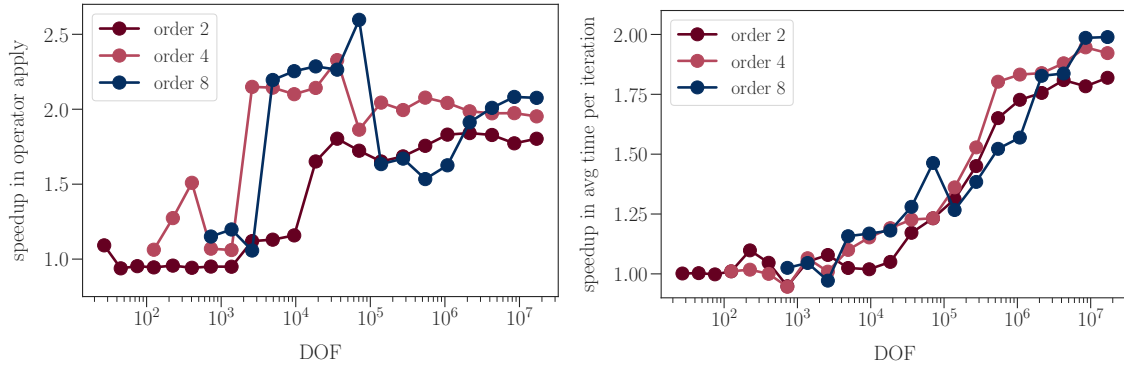 speedup in operator apply
2.5
2.0
1.5
1.0
order 2
order 4
order 8
10^2
10^3
10^4
10^5
10^6
10^7
DOF
speedup in avg time per iteration
2.00
1.75
1.50
1.25
1.00
order 2
order 4
order 8
10^2
10^3
10^4
10^5
10^6
10^7
DOF